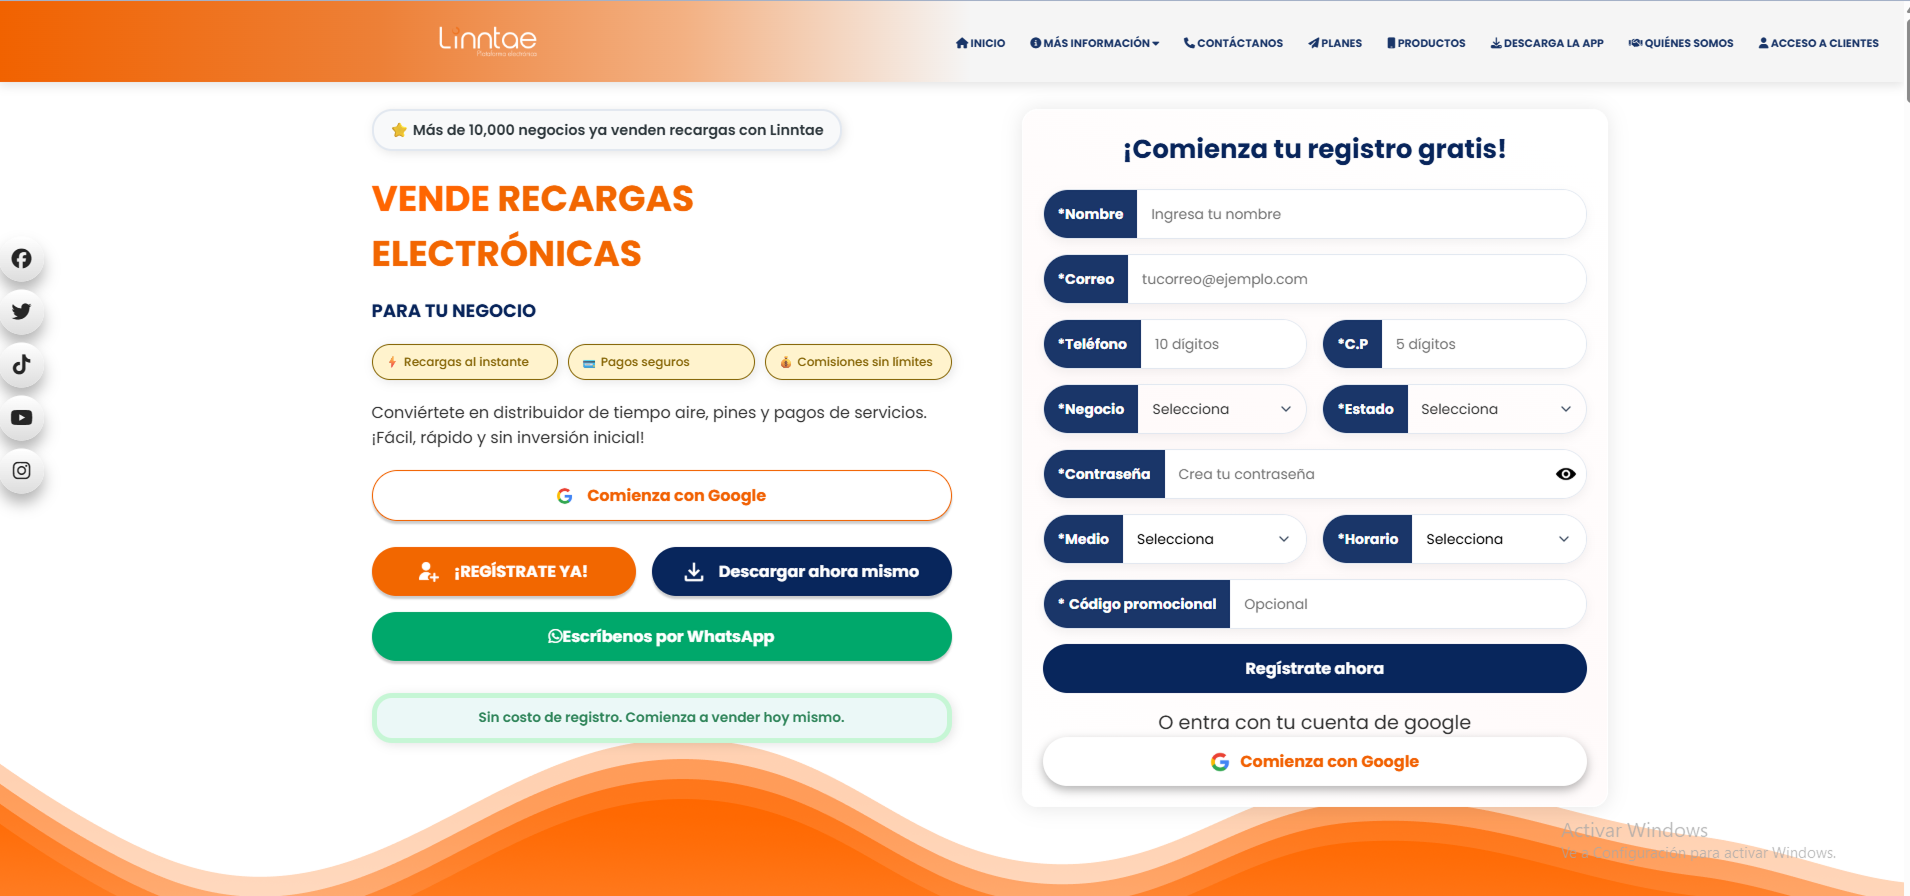 Linntae
Plataforma electrónica
INICIO
MÁS INFORMACIÓN
CONTÁCTANOS
PLANES
PRODUCTOS
DESCARGA LA APP
QUIÉNES SOMOS
ACCESO A CLIENTES
Más de 10,000 negocios ya venden recargas con Linntae
VENDE RECARGAS
ELECTRÓNICAS
PARA TU NEGOCIO
Recargas al instante
Pagos seguros
Comisiones sin límites
Conviértete en distribuidor de tiempo aire, pines y pagos de servicios.
¡Fácil, rápido y sin inversión inicial!
Comienza con Google
¡REGÍSTRATE YA!
Descargar ahora mismo
Escríbenos por WhatsApp
Sin costo de registro. Comienza a vender hoy mismo.
¡Comienza tu registro gratis!
*Nombre Ingresa tu nombre
*Correo tucorreo@ejemplo.com
*Teléfono 10 dígitos *C.P 5 dígitos
*Negocio Selecciona *Estado Selecciona
*Contraseña Crea tu contraseña
*Medio Selecciona *Horario Selecciona
* Código promocional Opcional
Regístrate ahora
O entra con tu cuenta de google
Comienza con Google
Activar Windows
Ve a Configuración para activar Windows.